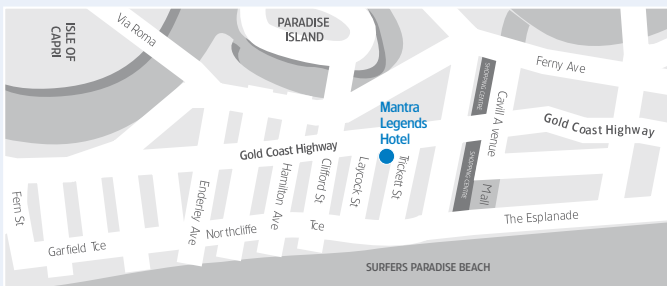 ISLE OF
CAPRI
Via Roma
PARADISE
ISLAND
Ferny Ave
SHOPPING CENTRE
Cavill Avenue
Mantra
Legends
Hotel
Gold Coast Highway
Gold Coast Highway
SHOPPING CENTRE
Mall
Fern St
Enderley Ave
Hamilton Ave
Clifford St
Laycock St
Trickett St
Garfield Tce
Northcliffe Tce
The Esplanade
SURFERS PARADISE BEACH